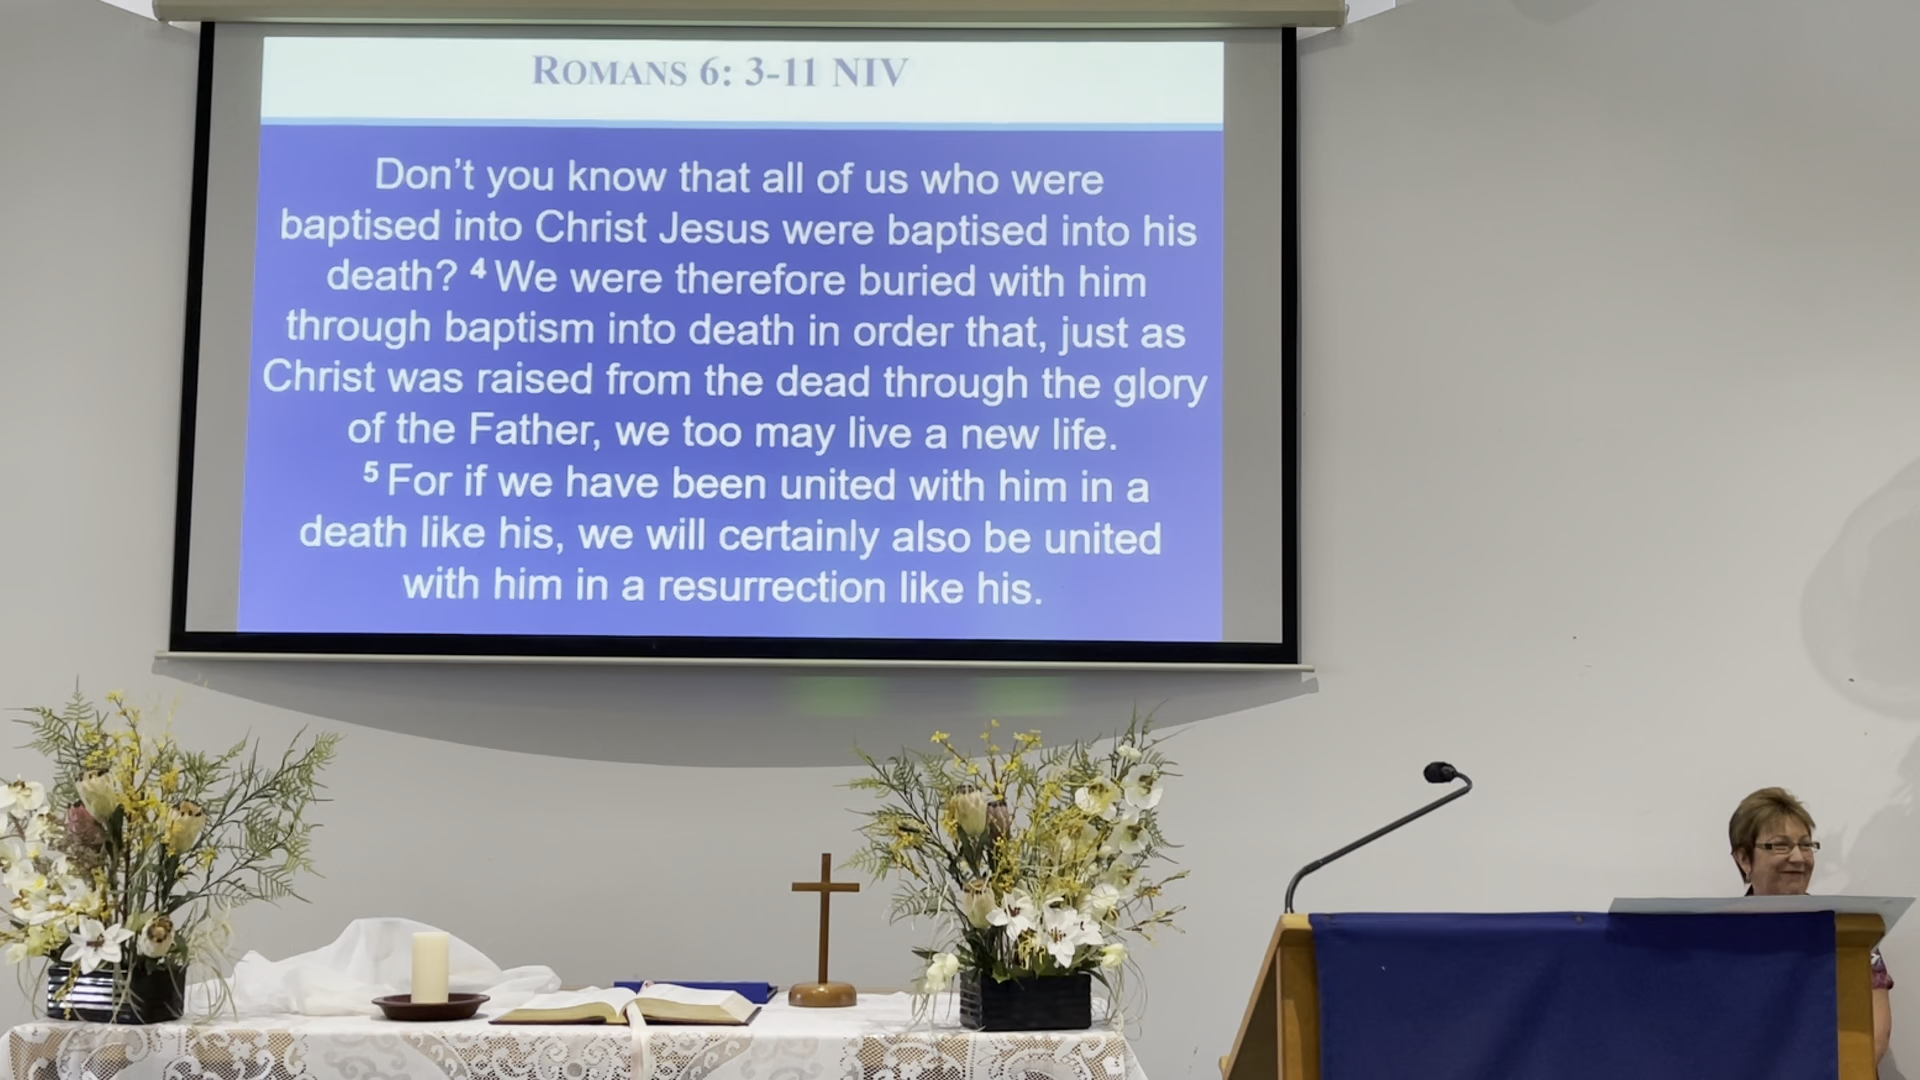 ROMANS 6: 3-11 NIV
Don’t you know that all of us who were
baptised into Christ Jesus were baptised into his
death? 4 We were therefore buried with him
through baptism into death in order that, just as
Christ was raised from the dead through the glory
of the Father, we too may live a new life.
5 For if we have been united with him in a
death like his, we will certainly also be united
with him in a resurrection like his.